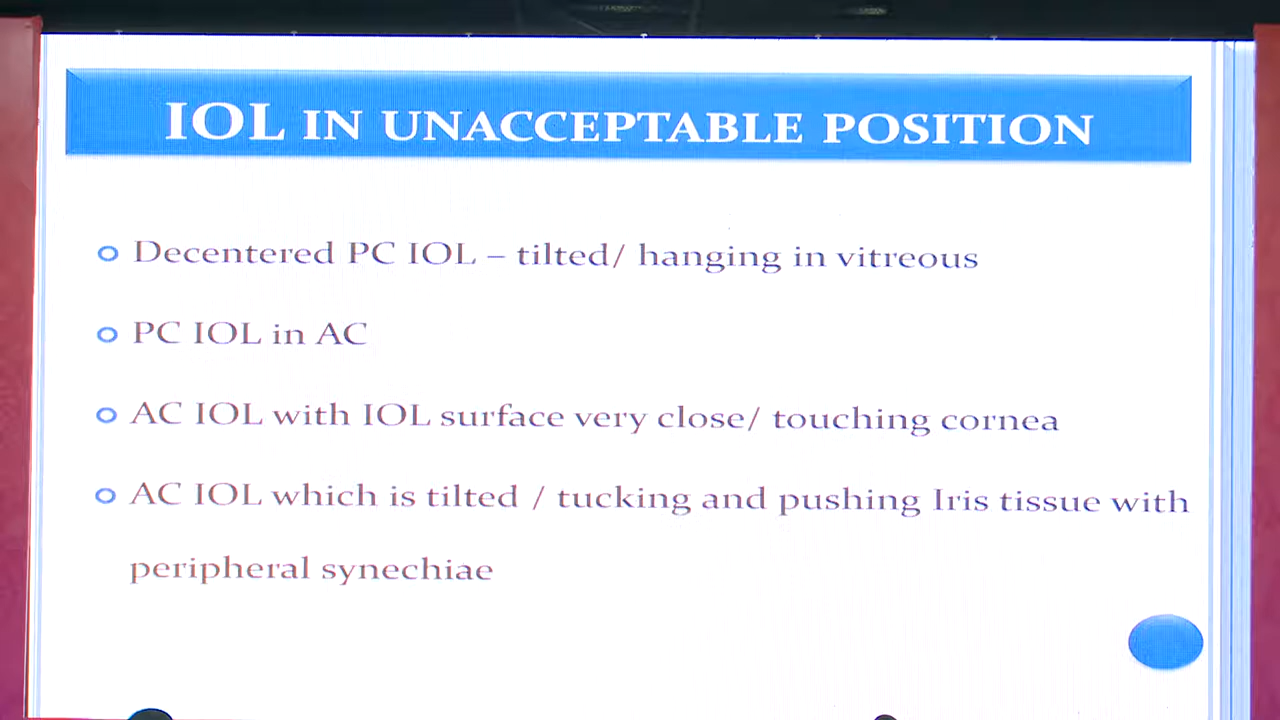 IOL IN UNACCEPTABLE POSITION
Decentered PC IOL – tilted/ hanging in vitreous
PC IOL in AC
AC IOL with IOL surface very close/ touching cornea
AC IOL which is tilted / tucking and pushing Iris tissue with
peripheral synechiae